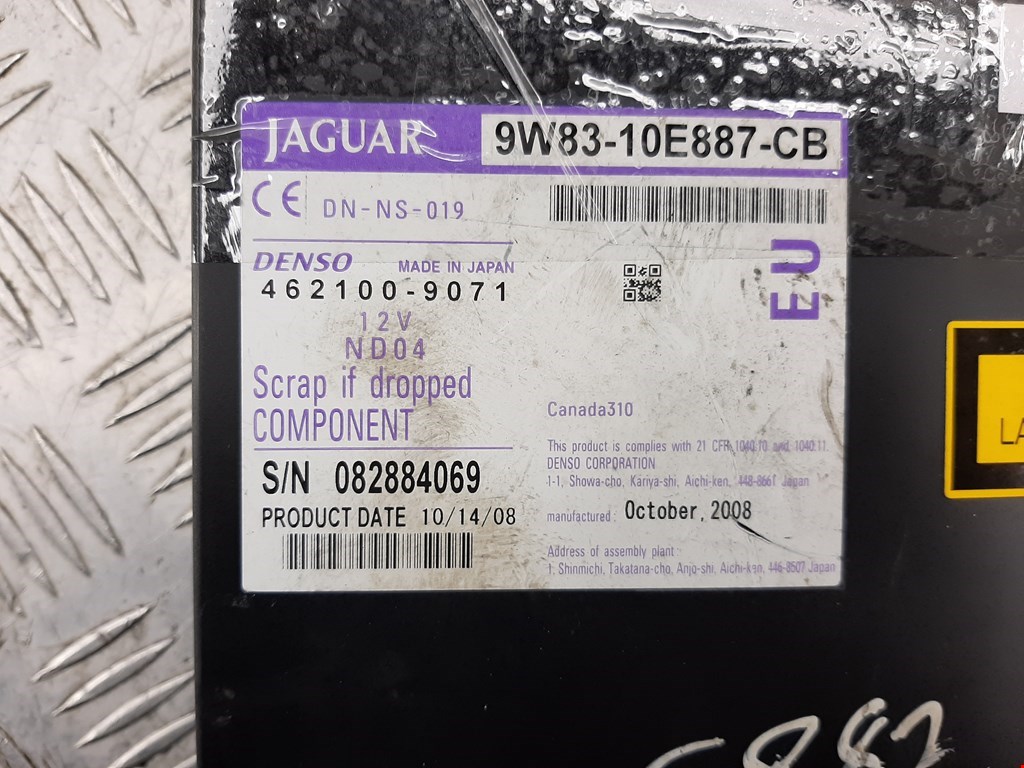 JAGUAR 9W83-10E887-CB
CE DN-NS-019
EU
DENSO MADE IN JAPAN
462100-9071
12V
ND04
Scrap if dropped
COMPONENT
S/N 082884069
PRODUCT DATE 10/14/08
Canada310
This product is complies with 21 CFR 1040.10 and 1040.11.
DENSO CORPORATION
1-1, Showa-cho, Kariya-shi, Aichi-ken, 448-8661 Japan
manufactured: October, 2008
Address of assembly plant
1, Shinmichi, Takatana-cho, Anjo-shi, Aichi-ken, 446-8507 Japan
LA